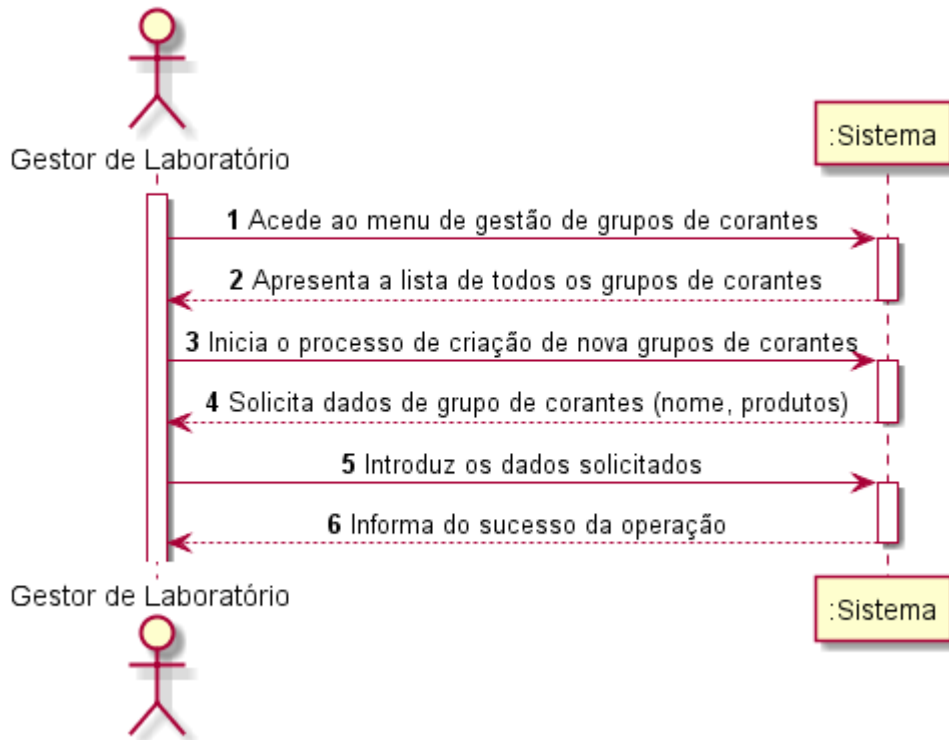 Gestor de Laboratório
:Sistema
1 Acede ao menu de gestão de grupos de corantes
2 Apresenta a lista de todos os grupos de corantes
3 Inicia o processo de criação de nova grupos de corantes
4 Solicita dados de grupo de corantes (nome, produtos)
5 Introduz os dados solicitados
6 Informa do sucesso da operação
Gestor de Laboratório
:Sistema